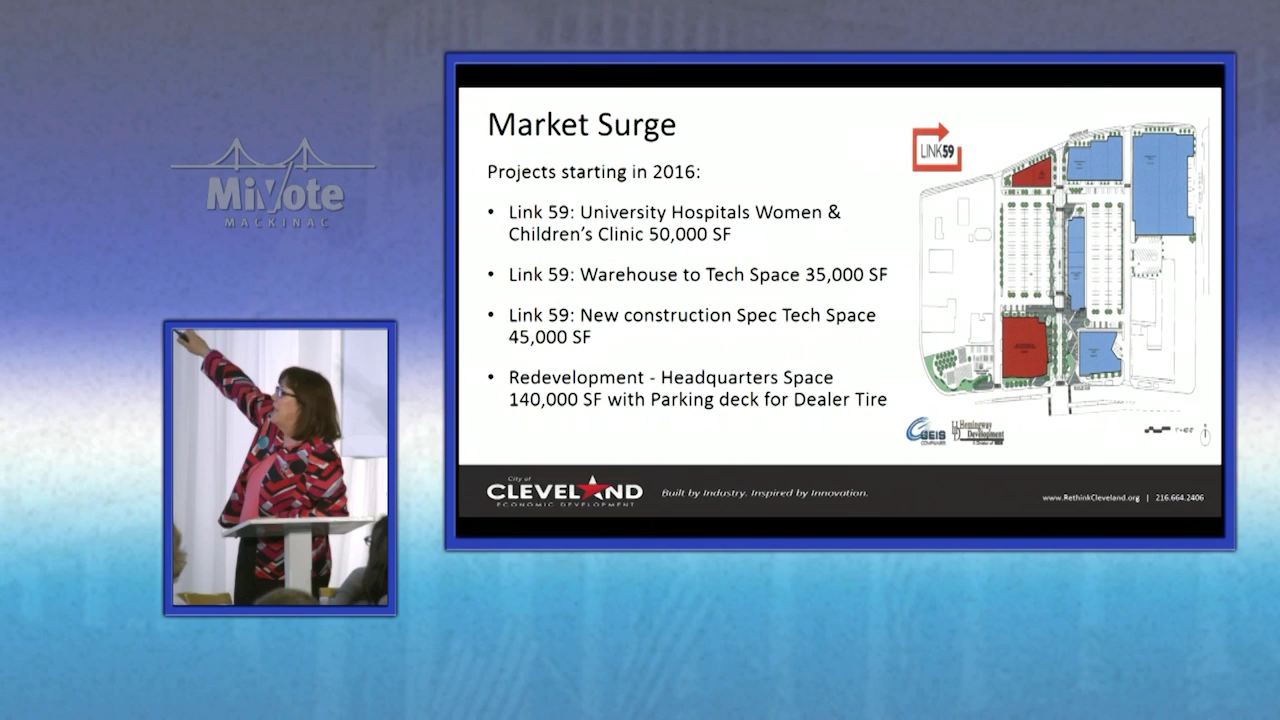 MiVote
MACKINAC
Market Surge
Projects starting in 2016:
• Link 59: University Hospitals Women &
Children's Clinic 50,000 SF
• Link 59: Warehouse to Tech Space 35,000 SF
• Link 59: New construction Spec Tech Space
45,000 SF
• Redevelopment - Headquarters Space
140,000 SF with Parking deck for Dealer Tire
LINK59
GEIS
COMPANIES
Hemingway
Development
City of
CLEVELAND
ECONOMIC DEVELOPMENT
Built by Industry. Inspired by Innovation.
www.RethinkCleveland.org | 216.664.2406